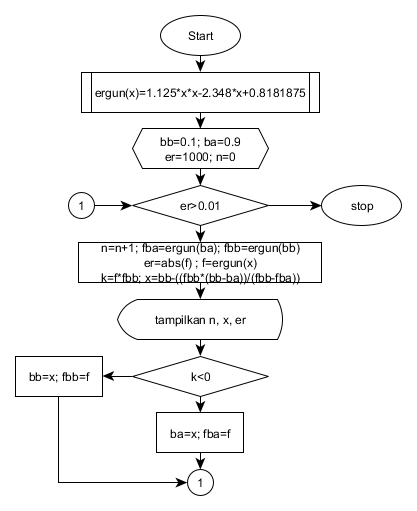 Start
ergun(x)=1.125*x*x-2.348*x+0.8181875
bb=0.1; ba=0.9
er=1000; n=0
1
er>0.01
stop
n=n+1; fba=ergun(ba); fbb=ergun(bb)
er=abs(f) ; f=ergun(x)
k=f*fbb; x=bb-((fbb*(bb-ba))/(fbb-fba))
tampilkan n, x, er
k<0
bb=x; fbb=f
ba=x; fba=f
1